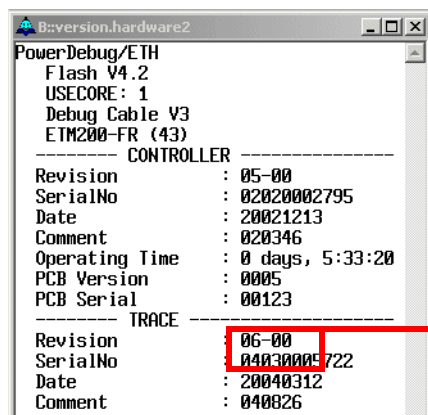 B::version.hardware2
PowerDebug/ETH
Flash V4.2
USECORE: 1
Debug Cable V3
ETM200-FR (43)
-------- CONTROLLER ---------------
Revision : 05-00
SerialNo : 02020002795
Date : 20021213
Comment : 020346
Operating Time : 0 days, 5:33:20
PCB Version : 0005
PCB Serial : 00123
-------- TRACE --------------------
Revision : 06-00
SerialNo : 04030005722
Date : 20040312
Comment : 040826